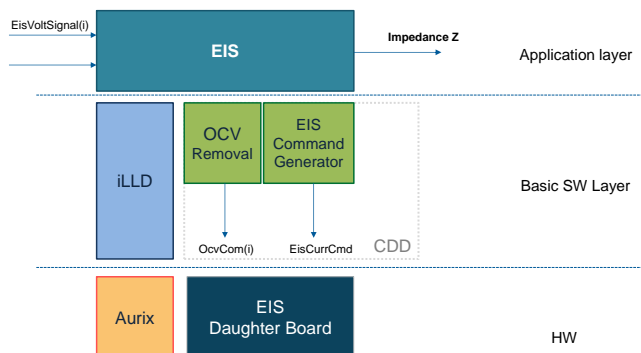 EisVoltSignal(i)
EIS
Impedance Z
Application layer
iLLD
OCV
Removal
EIS
Command
Generator
Basic SW Layer
OcvCom(i)
EisCurrCmd
CDD
Aurix
EIS
Daughter Board
HW